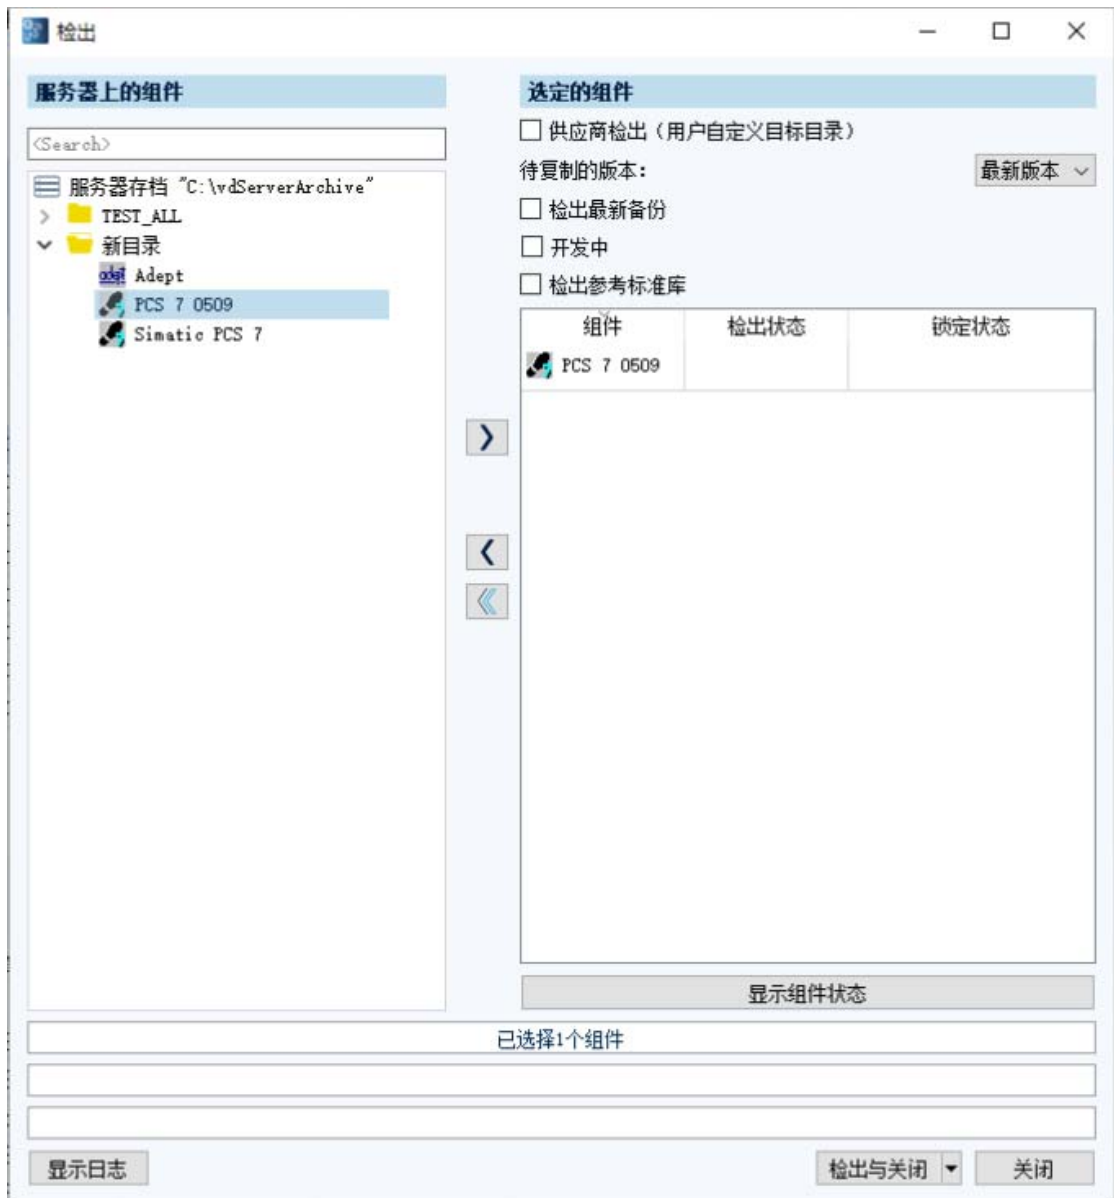 检出
服务器上的组件
<Search>
服务器存档 "C:\vdServerArchive"
TEST_ALL
新目录
adept Adept
PCS 7 0509
Simatic PCS 7
选定的组件
供应商检出（用户自定义目标目录）
待复制的版本： 最新版本
检出最新备份
开发中
检出参考标准库
组件 检出状态 锁定状态
PCS 7 0509
显示组件状态
已选择1个组件
显示日志 检出与关闭 关闭